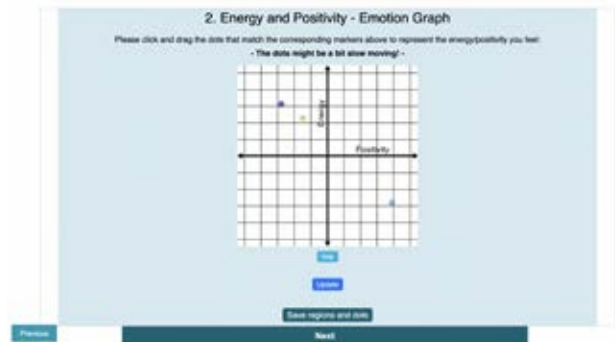 2. Energy and Positivity - Emotion Graph
Please click and drag the dots that match the corresponding markers above to represent the energy/positivity you feel:
- The dots might be a bit slow moving! -
Energy
Positivity
Update
Save regions and dots
Previous
Next